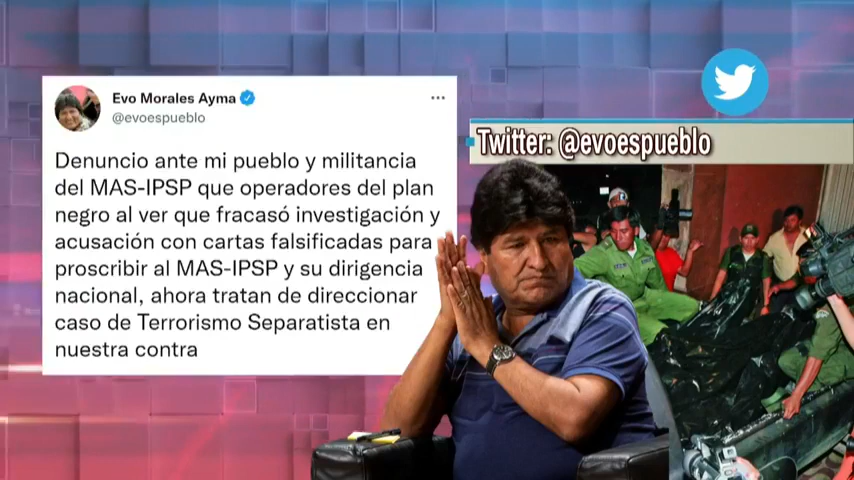 Evo Morales Ayma
@evoespueblo
Denuncio ante mi pueblo y militancia
del MAS-IPSP que operadores del plan
negro al ver que fracasó investigación y
acusación con cartas falsificadas para
proscribir al MAS-IPSP y su dirigencia
nacional, ahora tratan de direccionar
caso de Terrorismo Separatista en
nuestra contra
Twitter: @evoespueblo